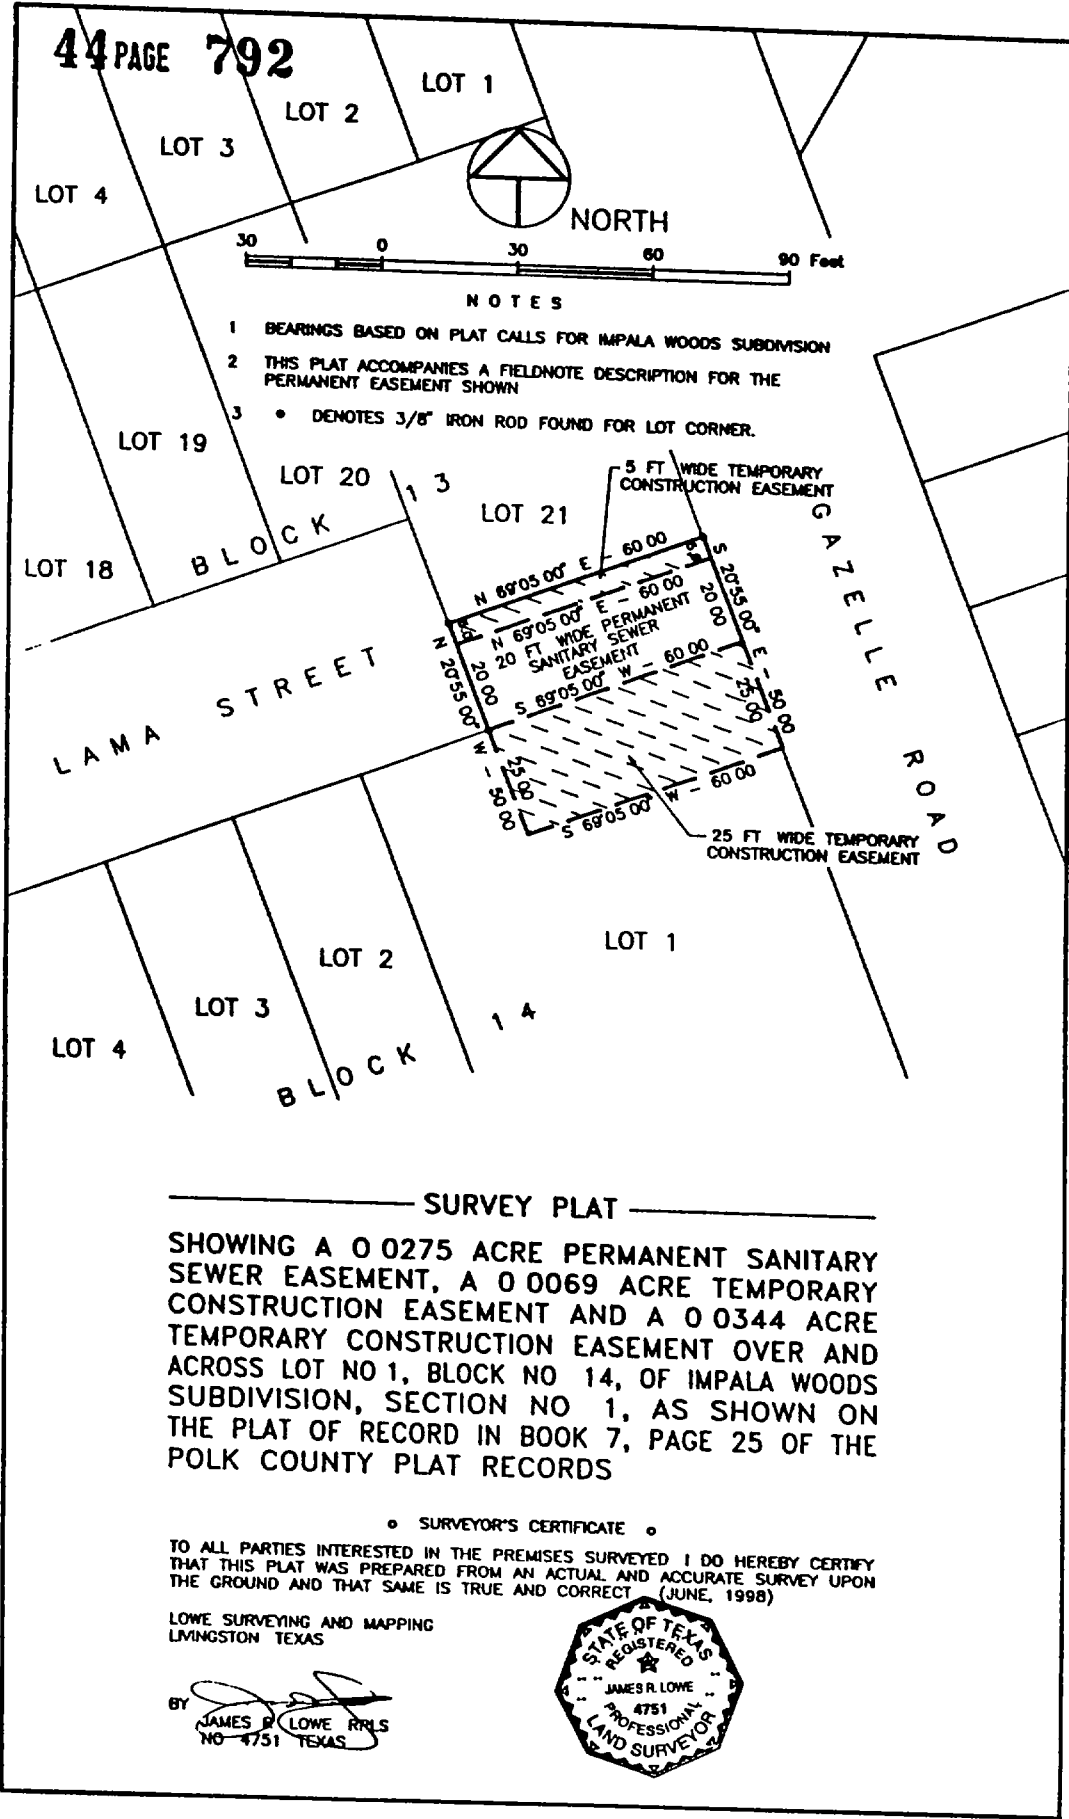 44 PAGE 792
LOT 1
LOT 2
LOT 3
LOT 4
NORTH
30 0 30 60 90 Feet
NOTES
1 BEARINGS BASED ON PLAT CALLS FOR IMPALA WOODS SUBDIVISION
2 THIS PLAT ACCOMPANIES A FIELDNOTE DESCRIPTION FOR THE
PERMANENT EASEMENT SHOWN
3 • DENOTES 3/8" IRON ROD FOUND FOR LOT CORNER.
LOT 19
LOT 20
13
LOT 21
5 FT WIDE TEMPORARY
CONSTRUCTION EASEMENT
LOT 18
BLOCK
GAZELLE ROAD
N 69°05 00" E - 60 00
N 69°05 00" E - 60 00
20 FT WIDE PERMANENT
SANITARY SEWER
EASEMENT
S 69°05 00" W - 60 00
N 20°55 00" W - 50 00
20 00
25 00
S 20°55 00" E - 50 00
20 00
25 00
S 69°05 00" W - 60 00
LAMA STREET
25 FT WIDE TEMPORARY
CONSTRUCTION EASEMENT
LOT 1
LOT 2
LOT 3
LOT 4
BLOCK 14
SURVEY PLAT
SHOWING A 0 0275 ACRE PERMANENT SANITARY
SEWER EASEMENT, A 0 0069 ACRE TEMPORARY
CONSTRUCTION EASEMENT AND A 0 0344 ACRE
TEMPORARY CONSTRUCTION EASEMENT OVER AND
ACROSS LOT NO 1, BLOCK NO 14, OF IMPALA WOODS
SUBDIVISION, SECTION NO 1, AS SHOWN ON
THE PLAT OF RECORD IN BOOK 7, PAGE 25 OF THE
POLK COUNTY PLAT RECORDS
SURVEYOR'S CERTIFICATE
TO ALL PARTIES INTERESTED IN THE PREMISES SURVEYED I DO HEREBY CERTIFY
THAT THIS PLAT WAS PREPARED FROM AN ACTUAL AND ACCURATE SURVEY UPON
THE GROUND AND THAT SAME IS TRUE AND CORRECT (JUNE, 1998)
LOWE SURVEYING AND MAPPING
LIVINGSTON TEXAS
BY
JAMES R LOWE RPLS
NO 4751 TEXAS
STATE OF TEXAS
REGISTERED
JAMES R. LOWE
4751
PROFESSIONAL
LAND SURVEYOR